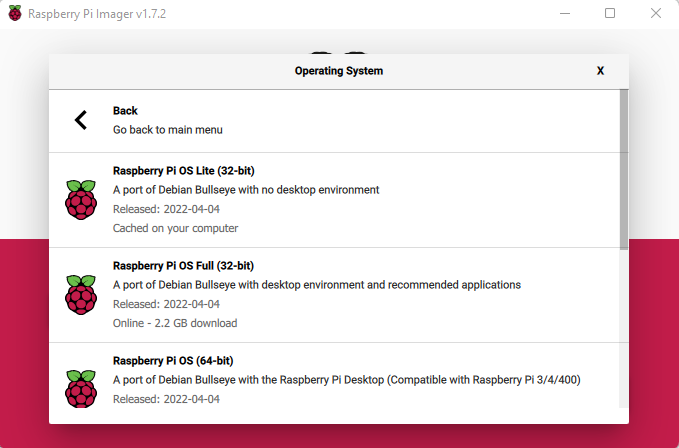 Raspberry Pi Imager v1.7.2
Operating System
X
Back
Go back to main menu
Raspberry Pi OS Lite (32-bit)
A port of Debian Bullseye with no desktop environment
Released: 2022-04-04
Cached on your computer
Raspberry Pi OS Full (32-bit)
A port of Debian Bullseye with desktop environment and recommended applications
Released: 2022-04-04
Online - 2.2 GB download
Raspberry Pi OS (64-bit)
A port of Debian Bullseye with the Raspberry Pi Desktop (Compatible with Raspberry Pi 3/4/400)
Released: 2022-04-04